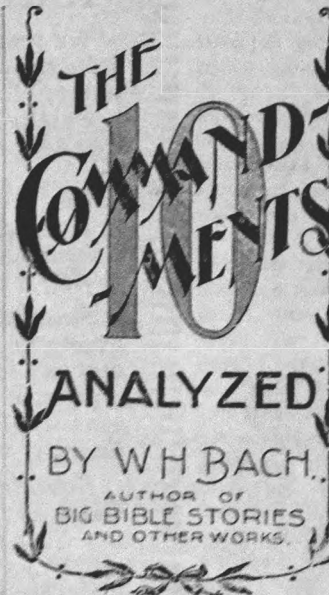 THE
10
COMMAND-
-MENTS
ANALYZED
BY W H BACH.
AUTHOR OF
BIG BIBLE STORIES
AND OTHER WORKS.